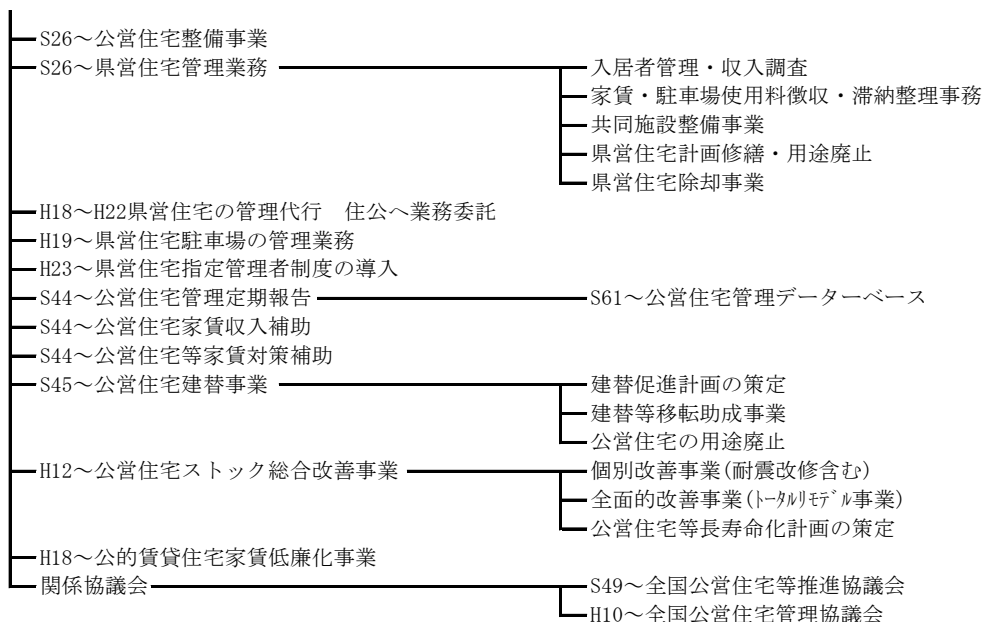 S26～公営住宅整備事業
S26～県営住宅管理業務 入居者管理・収入調査
家賃・駐車場使用料徴収・滞納整理事務
共同施設整備事業
県営住宅計画修繕・用途廃止
県営住宅除却事業
H18～H22県営住宅の管理代行　住公へ業務委託
H19～県営住宅駐車場の管理業務
H23～県営住宅指定管理者制度の導入
S44～公営住宅管理定期報告 S61～公営住宅管理データーベース
S44～公営住宅家賃収入補助
S44～公営住宅等家賃対策補助
S45～公営住宅建替事業 建替促進計画の策定
建替等移転助成事業
公営住宅の用途廃止
H12～公営住宅ストック総合改善事業 個別改善事業(耐震改修含む)
全面的改善事業(ﾄｰﾀﾙﾘﾓﾃﾞﾙ事業)
公営住宅等長寿命化計画の策定
H18～公的賃貸住宅家賃低廉化事業
関係協議会 S49～全国公営住宅等推進協議会
H10～全国公営住宅管理協議会